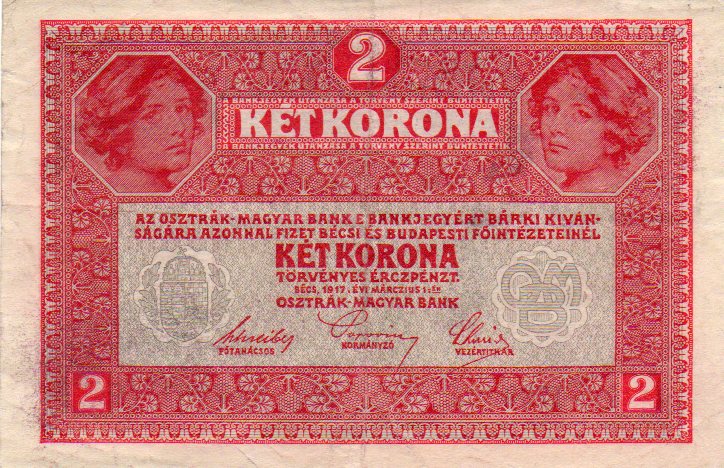 2
A BANKJEGYEK UTÁNZÁSA A TÖRVÉNY SZERINT BÜNTETTETIK
KÉT KORONA
A BANKJEGYEK UTÁNZÁSA A TÖRVÉNY SZERINT BÜNTETTETIK
AZ OSZTRÁK-MAGYAR BANK E BANKJEGYÉRT BÁRKI KIVÁN-
SÁGÁRA AZONNAL FIZET BÉCSI ÉS BUDAPESTI FŐINTÉZETEINÉL
KÉT KORONA
TÖRVÉNYES ÉRCZPÉNZT.
BÉCS, 1917. ÉVI MÁRCZIUS 1-ÉN
OSZTRÁK-MAGYAR BANK
FŐTANÁCSOS KORMÁNYZÓ VEZÉRTITKÁR
2 2